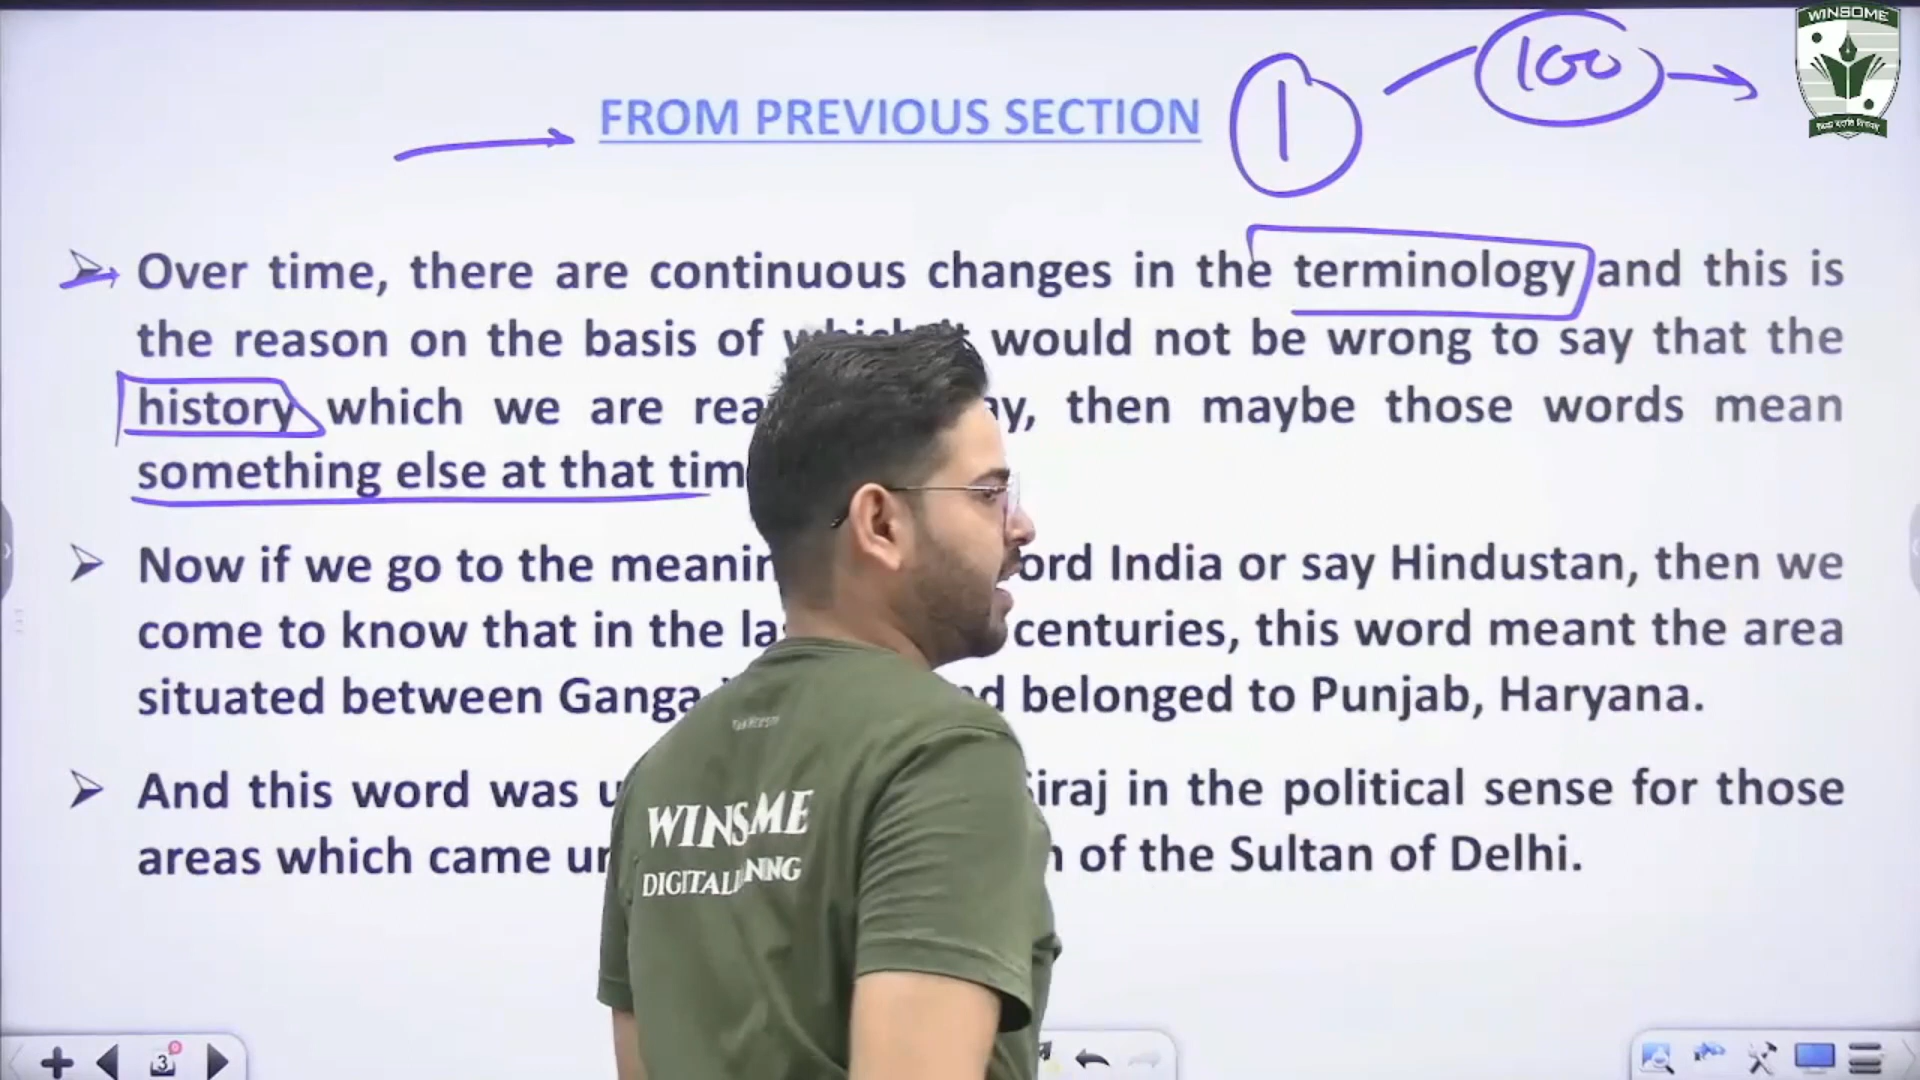 WINSOME
1 100
FROM PREVIOUS SECTION
Over time, there are continuous changes in the terminology and this is
the reason on the basis of which it would not be wrong to say that the
history which we are then maybe those words mean
something else at that
Now if we go to the India or say Hindustan, then we
come to know that in the centuries, this word meant the area
situated between Ganga belonged to Punjab, Haryana.
And this word was in the political sense for those
areas which came of the Sultan of Delhi.
WINSOME
3